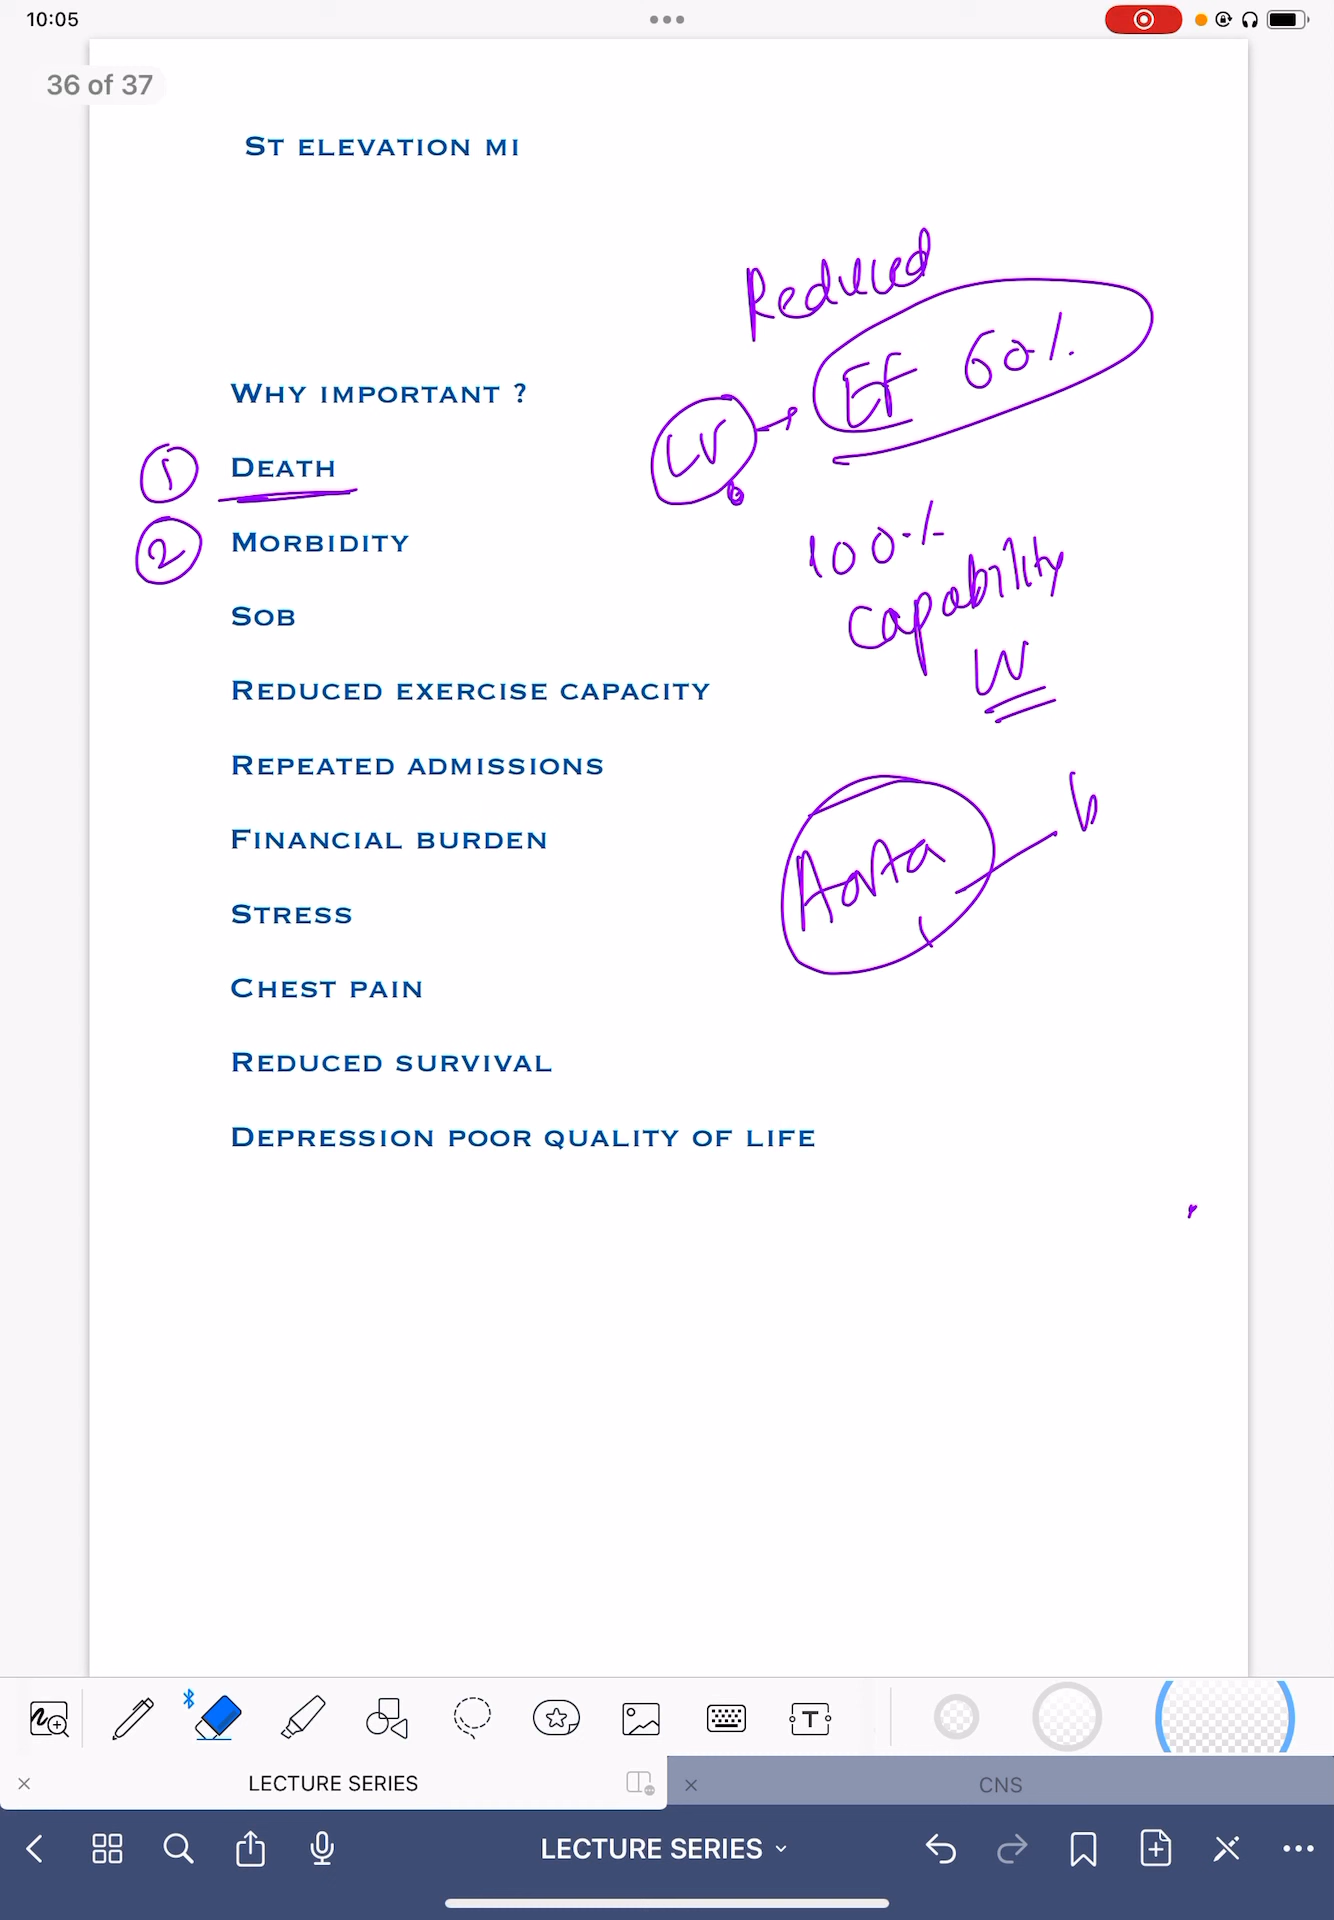 10:05
36 of 37
ST ELEVATION MI
Reduced
EF 60%
WHY IMPORTANT ?
LV
1 DEATH
100%
2 MORBIDITY
Capability
SOB
REDUCED EXERCISE CAPACITY
REPEATED ADMISSIONS
FINANCIAL BURDEN
Aorta
STRESS
CHEST PAIN
REDUCED SURVIVAL
DEPRESSION POOR QUALITY OF LIFE
LECTURE SERIES
CNS
LECTURE SERIES